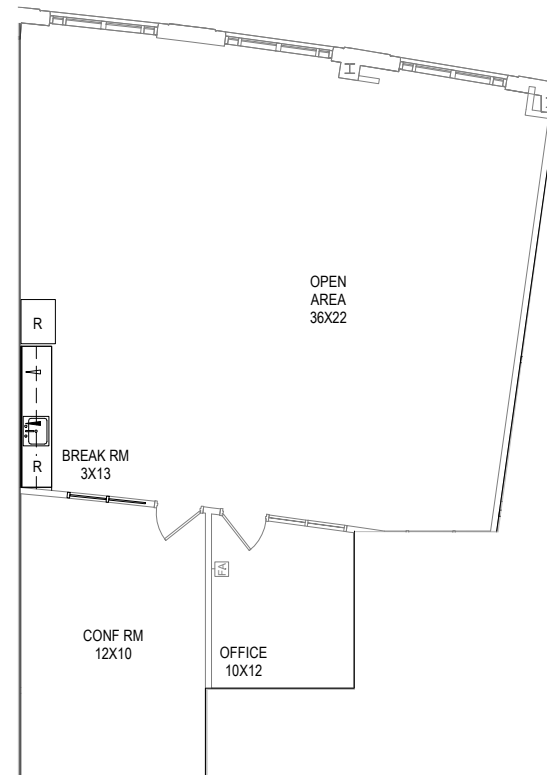 OPEN
AREA
36X22
R
R
BREAK RM
3X13
FA
CONF RM
12X10
OFFICE
10X12